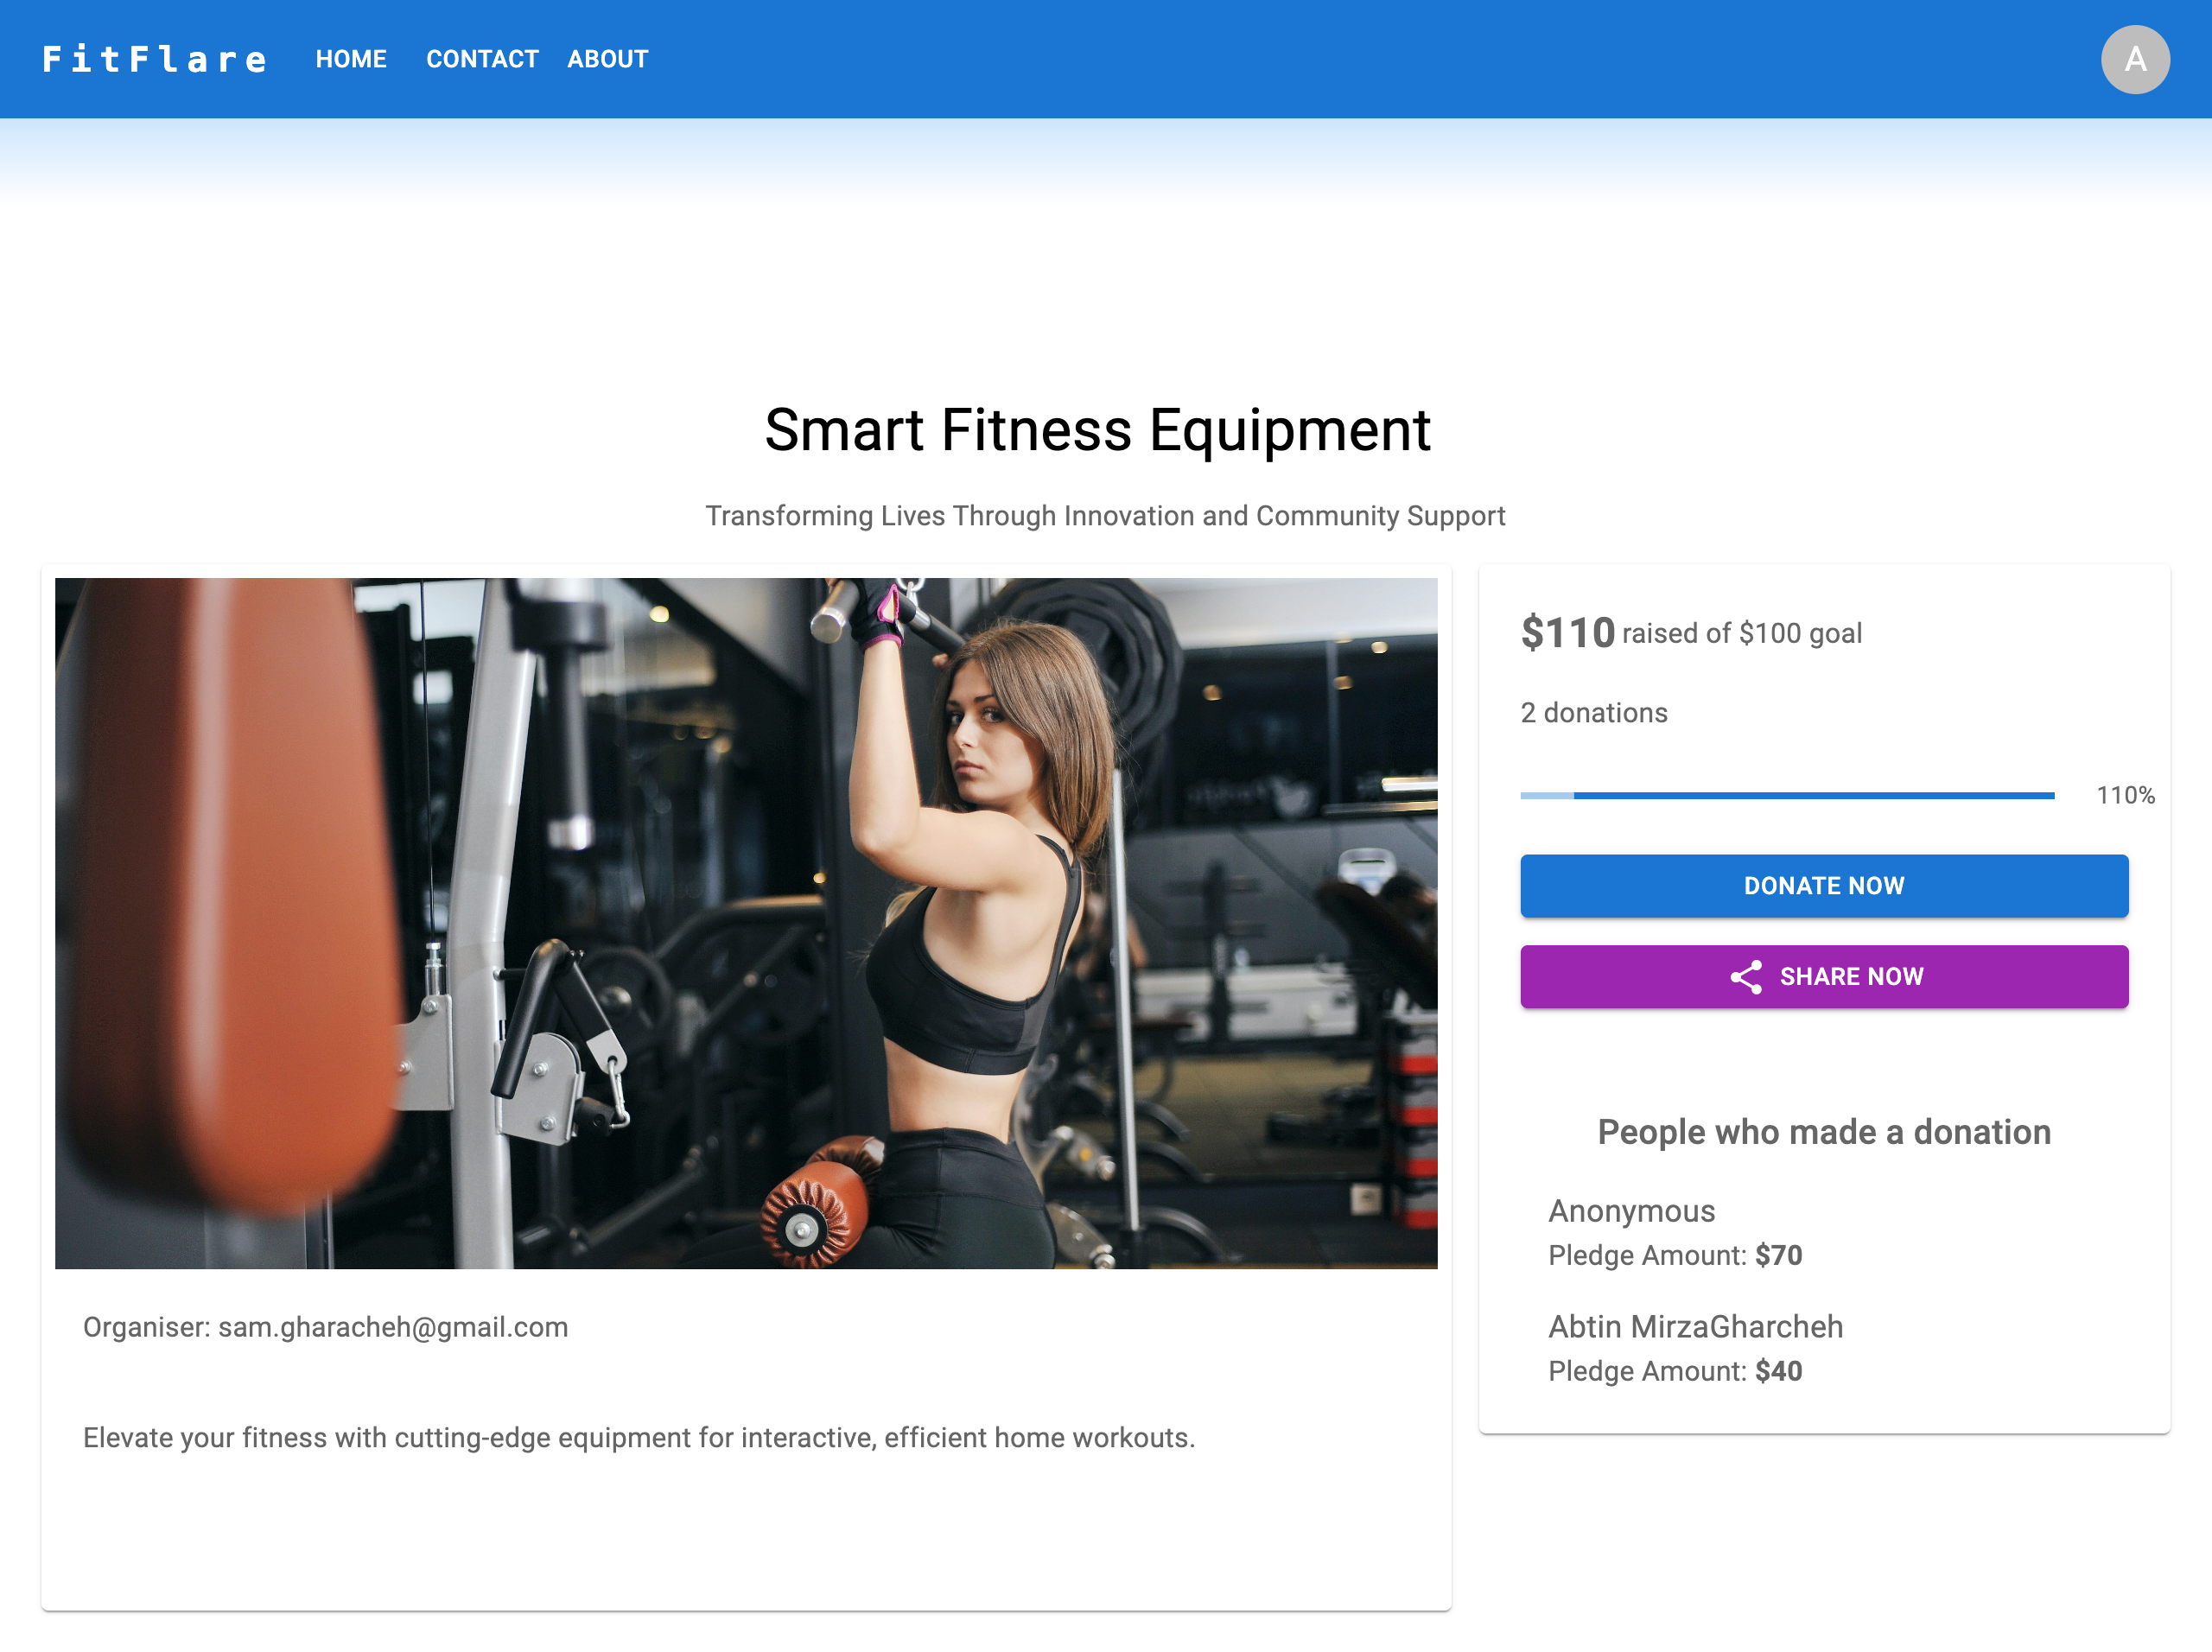 FitFlare HOME CONTACT ABOUT A
Smart Fitness Equipment
Transforming Lives Through Innovation and Community Support
Organiser: sam.gharacheh@gmail.com
Elevate your fitness with cutting-edge equipment for interactive, efficient home workouts.
$110 raised of $100 goal
2 donations
110%
DONATE NOW
SHARE NOW
People who made a donation
Anonymous
Pledge Amount: $70
Abtin MirzaGharcheh
Pledge Amount: $40